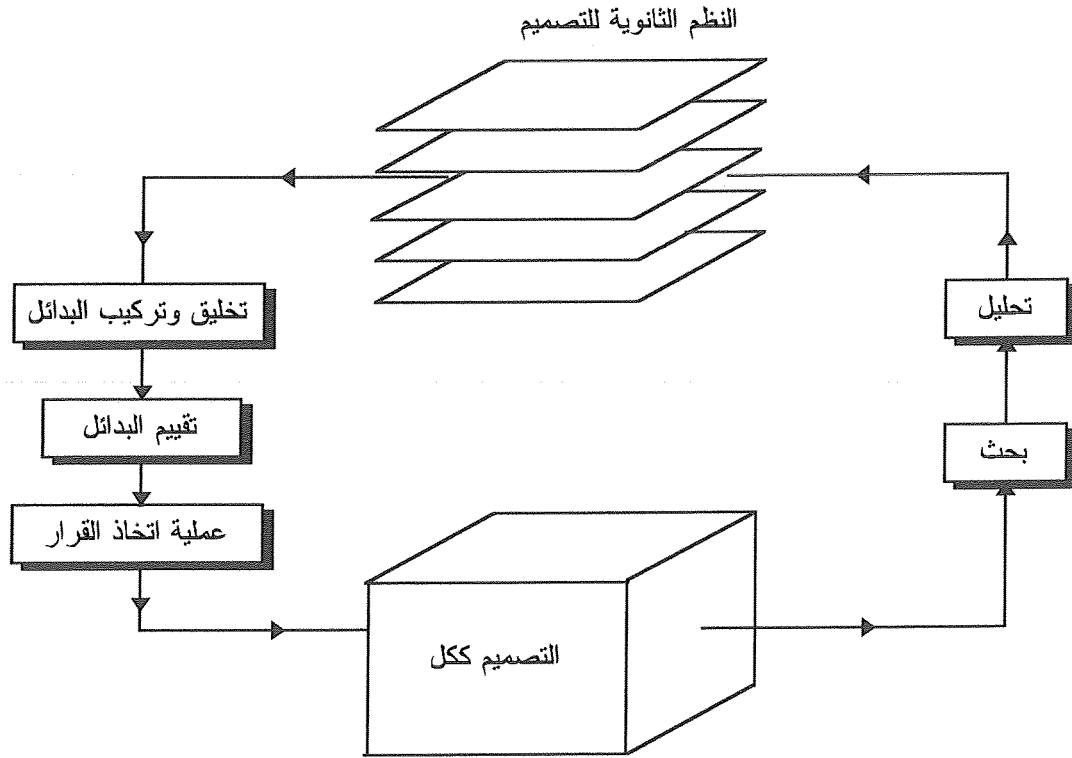 النظم الثانوية للتصميم
تحليل
تخليق وتركيب البدائل
تقييم البدائل
بحث
عملية اتخاذ القرار
التصميم ككل